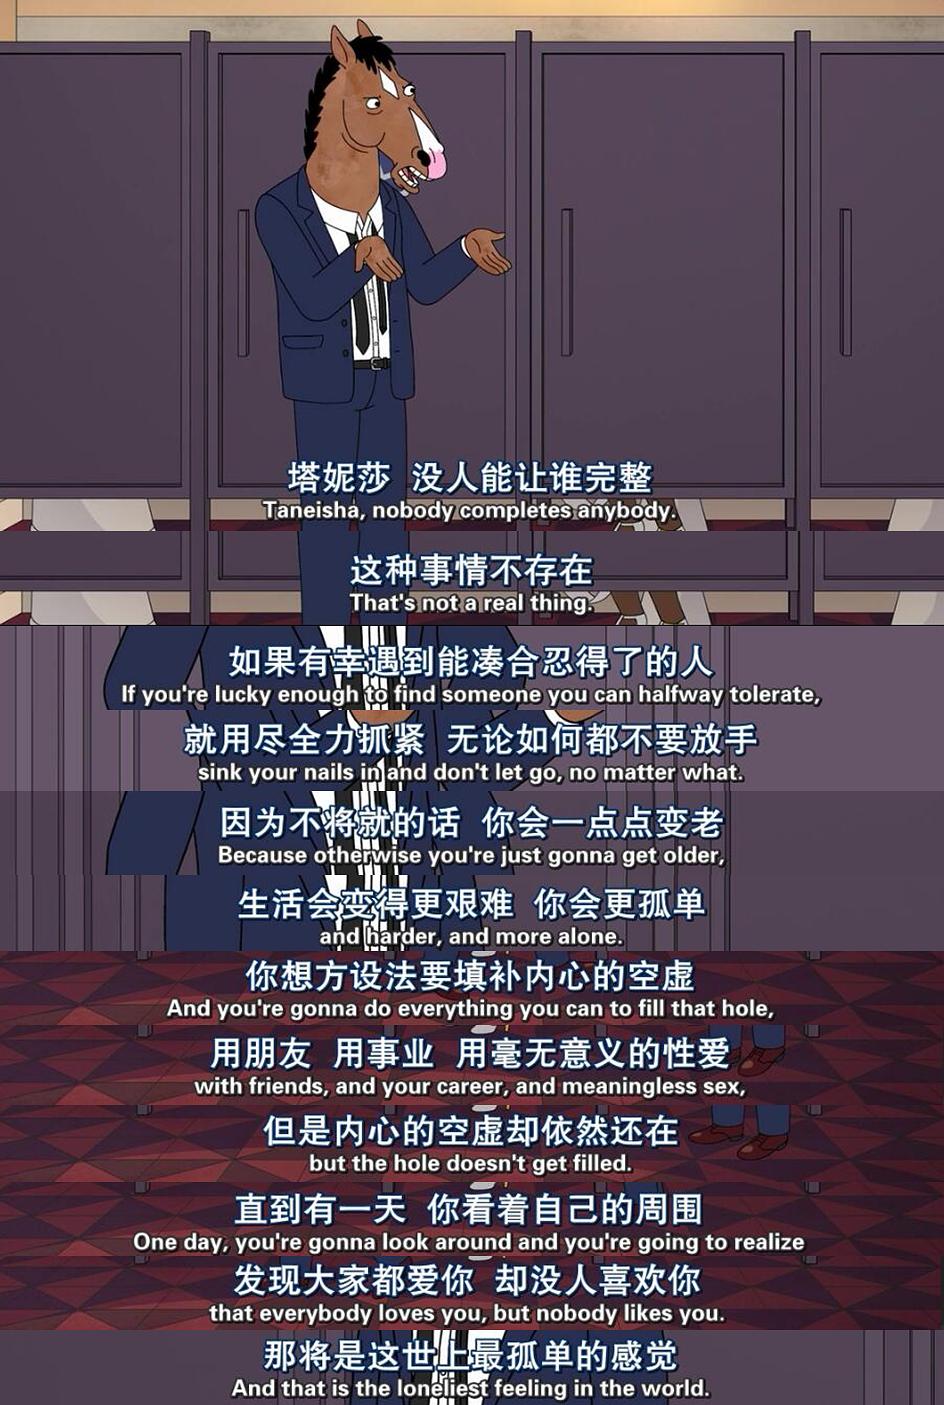 塔妮莎 没人能让谁完整
Taneisha, nobody completes anybody.
这种事情不存在
That's not a real thing.
如果有幸遇到能凑合忍得了的人
If you're lucky enough to find someone you can halfway tolerate,
就用尽全力抓紧 无论如何都不要放手
sink your nails in and don't let go, no matter what.
因为不将就的话 你会一点点变老
Because otherwise you're just gonna get older,
生活会变得更艰难 你会更孤单
and harder, and more alone.
你想方设法要填补内心的空虚
And you're gonna do everything you can to fill that hole,
用朋友 用事业 用毫无意义的性爱
with friends, and your career, and meaningless sex,
但是内心的空虚却依然还在
but the hole doesn't get filled.
直到有一天 你看着自己的周围
One day, you're gonna look around and you're going to realize
发现大家都爱你 却没人喜欢你
that everybody loves you, but nobody likes you.
那将是这世上最孤单的感觉
And that is the loneliest feeling in the world.